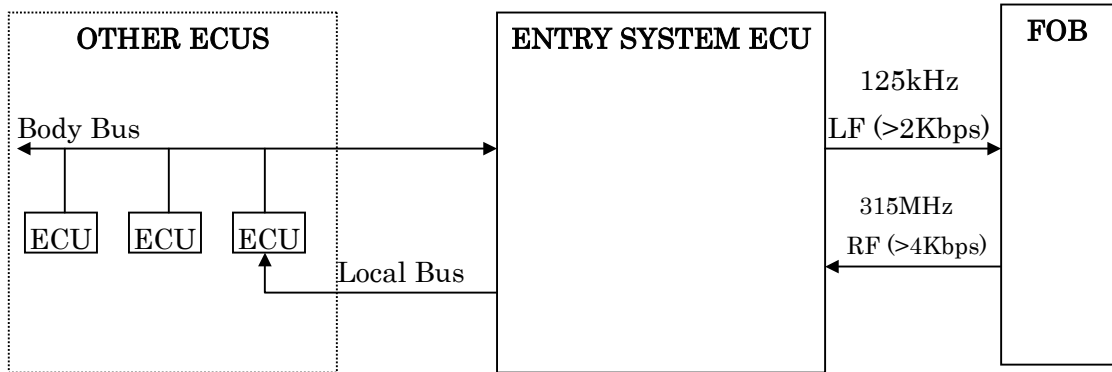 OTHER ECUS
Body Bus
ECU
ECU
ECU
Local Bus
ENTRY SYSTEM ECU
125kHz
LF (>2Kbps)
315MHz
RF (>4Kbps)
FOB